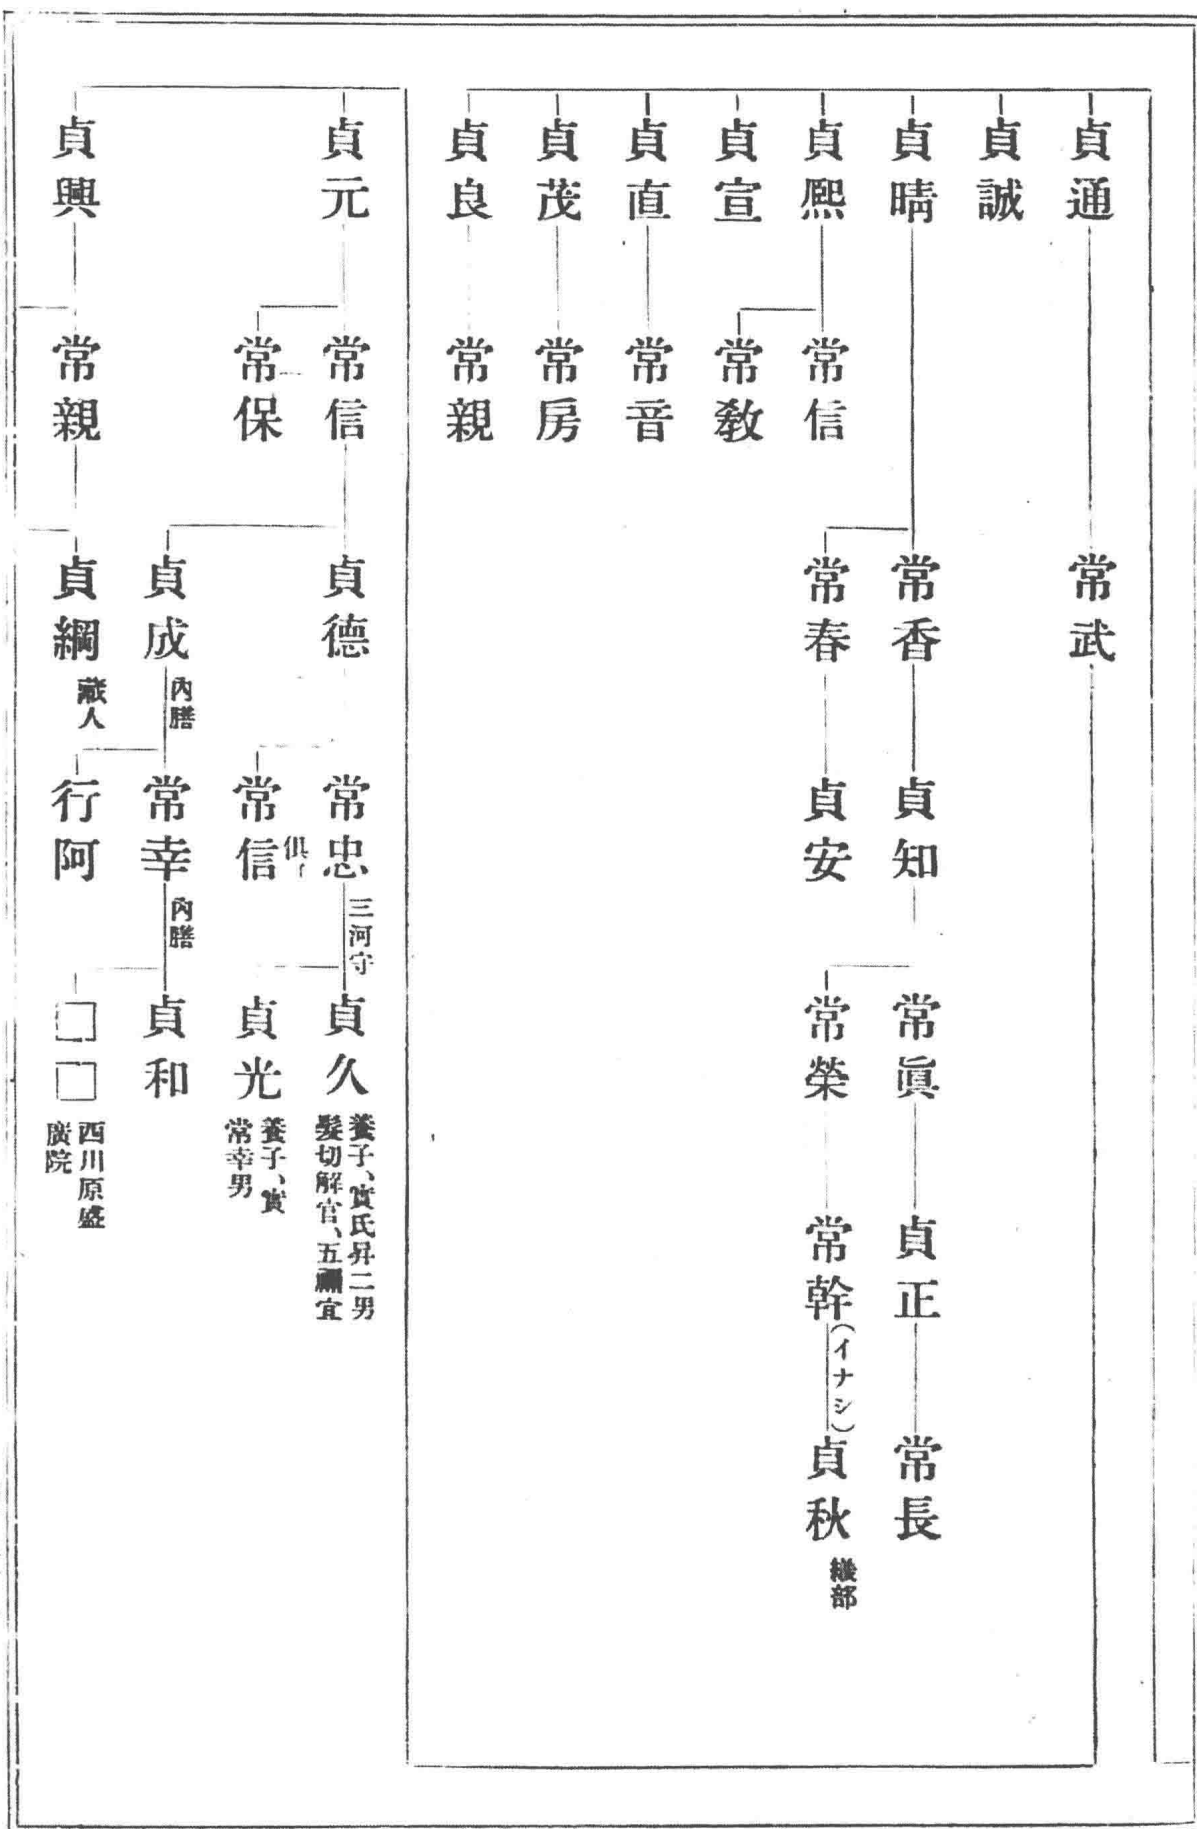 貞通
常武
貞誠
貞晴
常香
貞知
常眞
貞正
常長
常春
貞安
常榮
常幹
（イナシ）
貞秋
貞熈
常信
常教
貞宣
貞直
常音
貞茂
常房
貞良
常親
貞元
常信
貞德
常忠
三河守
貞久
養子、實氏昇二男
髮切解官、五禰宜
常保
常信
貞光
養子、實
常幸男
貞成
內膳
常幸
內膳
貞和
行阿
□□
西川原盛
廣院
貞興
常親
貞綱
藏人